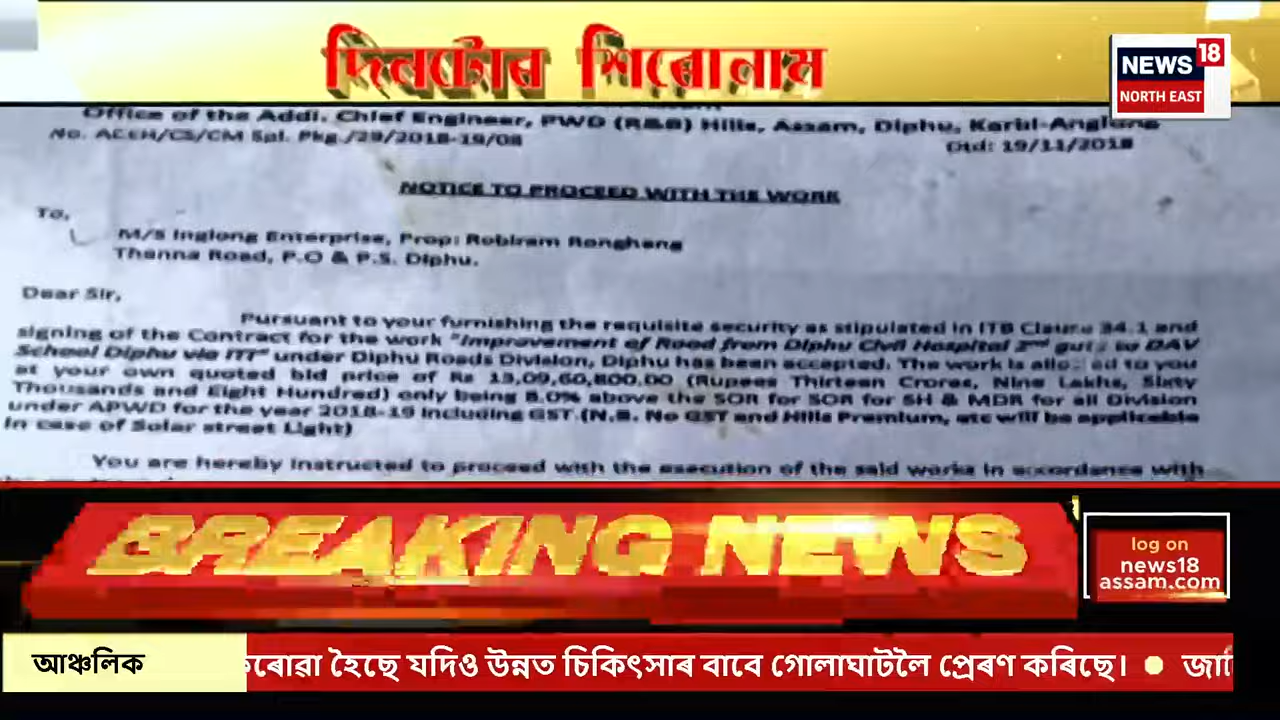 দিনটোৰ শিৰোনাম
NEWS 18
NORTH EAST
Office of the Addl. Chief Engineer, PWD (R&B) Hills, Assam, Diphu, Karbi-Anglong
No. ACEH/CS/CM Spl. Pkg./29/2018-19/08
Dtd: 19/11/2018
NOTICE TO PROCEED WITH THE WORK
To,
M/S Inglong Enterprise, Prop: Robiram Ronghang
Thanna Road, P.O & P.S. Diphu.
Dear Sir,
Pursuant to your furnishing the requisite security as stipulated in ITB Clause 34.1 and
signing of the Contract for the work "Improvement of Road from Diphu Civil Hospital 2nd gate to DAV
School Diphu via ITI" under Diphu Roads Division, Diphu has been accepted. The work is allotted to you
at your own quoted bid price of Rs 13,09,60,800.00 (Rupees Thirteen Crores, Nine Lakhs, Sixty
Thousands and Eight Hundred) only being 8.0% above the SOR for SOR for SH & MDR for all Division
under APWD for the year 2018-19 including GST (N.B. No GST and Hills Premium, etc will be applicable
in case of Solar street Light)
You are hereby instructed to proceed with the execution of the said works in accordance with
BREAKING NEWS
log on
news18
assam.com
আঞ্চলিক
কৰোৱা হৈছে যদিও উন্নত চিকিৎসাৰ বাবে গোলাঘাটলৈ প্ৰেৰণ কৰিছে।